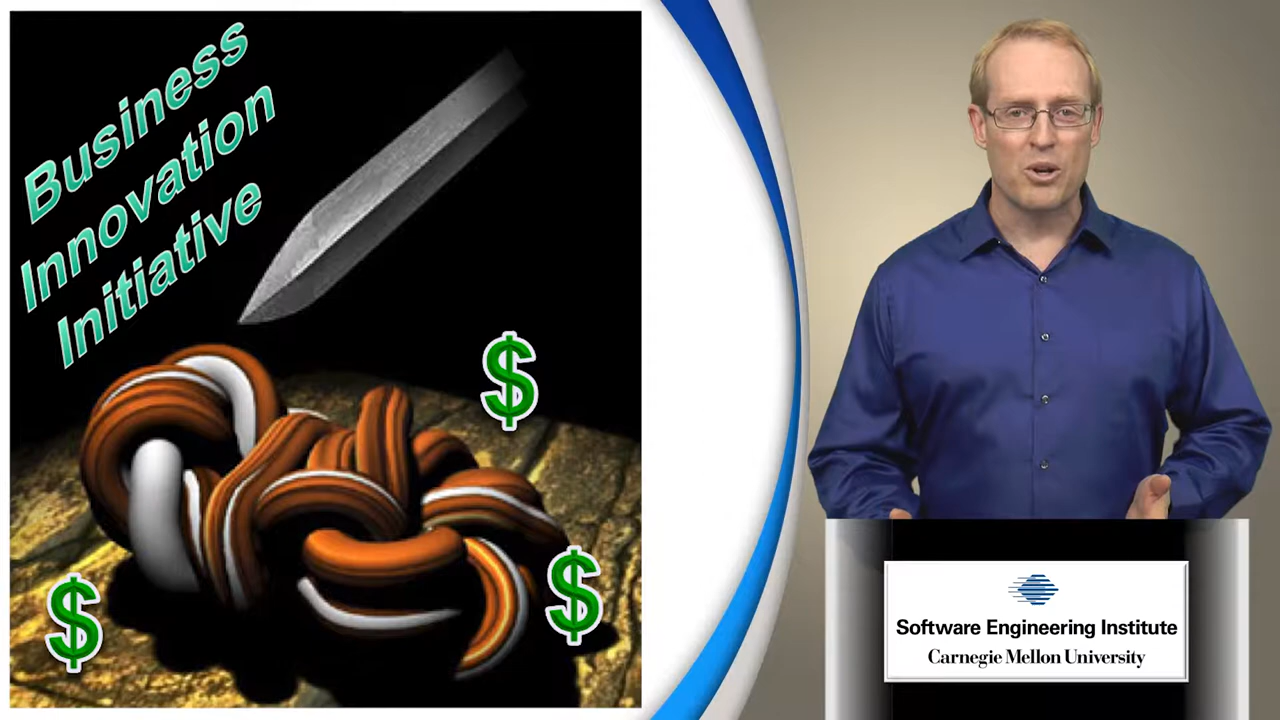 Business
Innovation
Initiative
$
$
$
Software Engineering Institute
Carnegie Mellon University